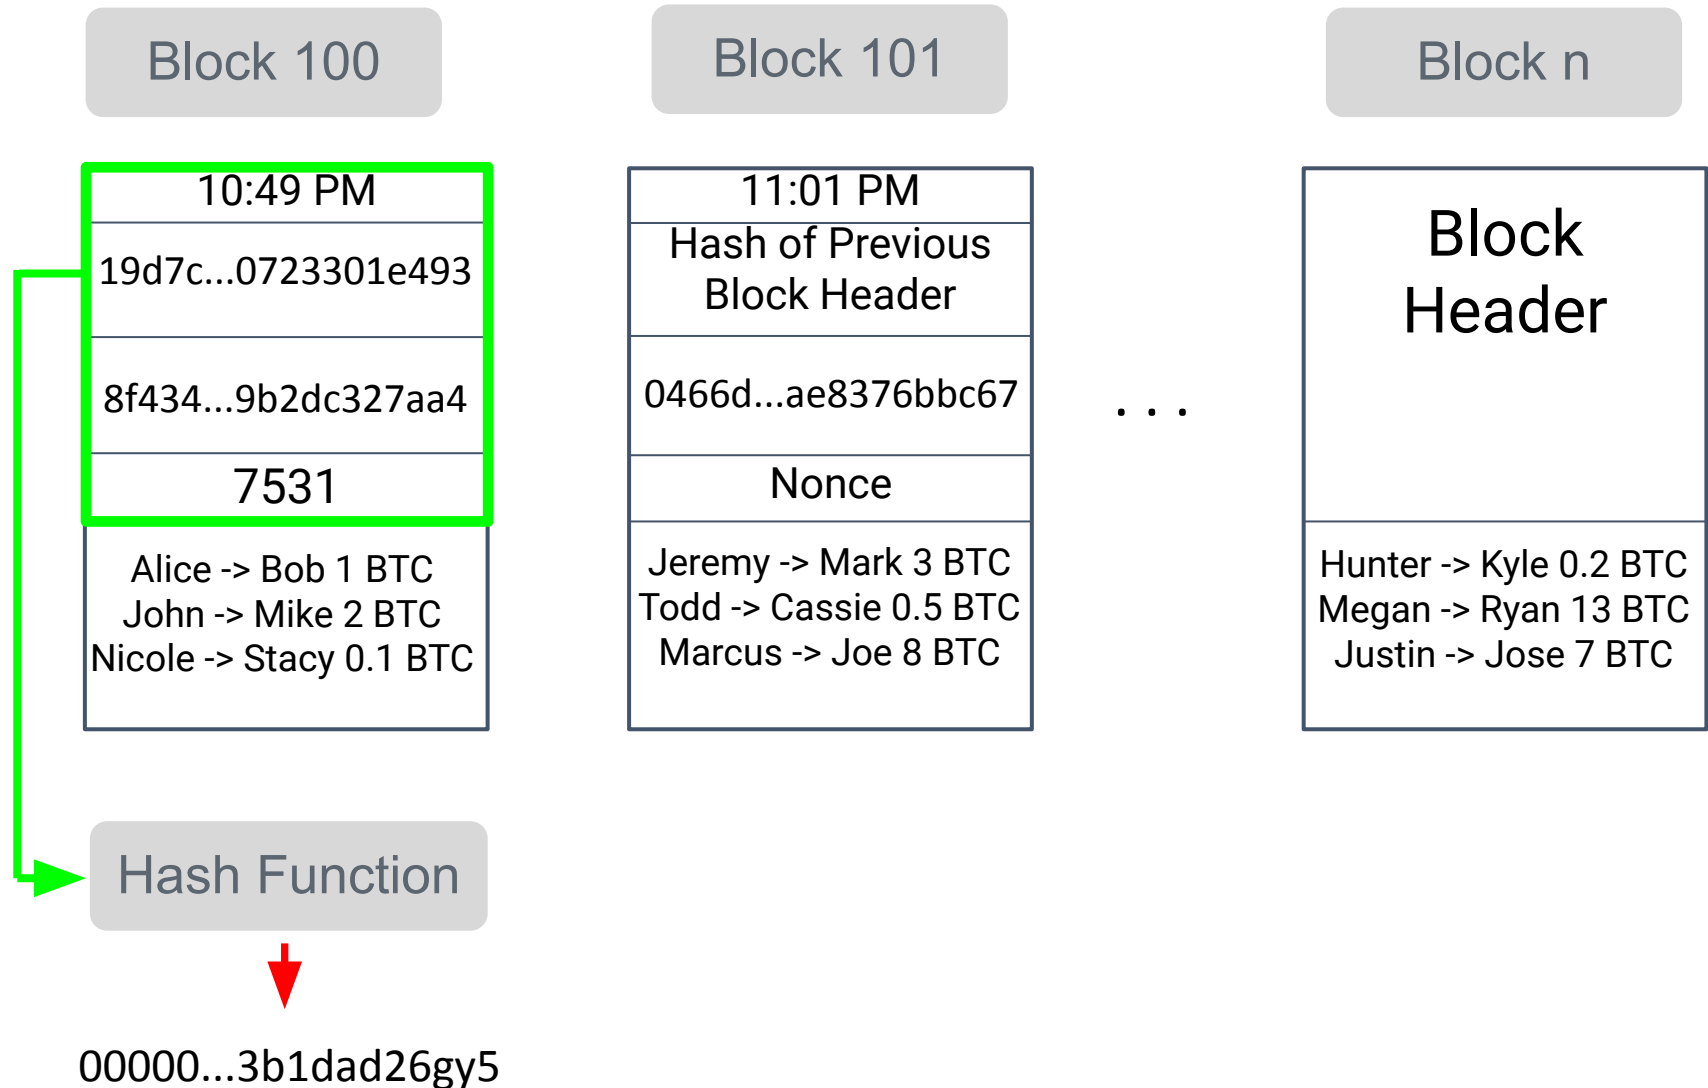 Block 100
10:49 PM
19d7c...0723301e493
8f434...9b2dc327aa4
7531
Alice -> Bob 1 BTC
John -> Mike 2 BTC
Nicole -> Stacy 0.1 BTC
Hash Function
00000...3b1dad26gy5
Block 101
11:01 PM
Hash of Previous
Block Header
0466d...ae8376bbc67
Nonce
Jeremy -> Mark 3 BTC
Todd -> Cassie 0.5 BTC
Marcus -> Joe 8 BTC
. . .
Block n
Block
Header
Hunter -> Kyle 0.2 BTC
Megan -> Ryan 13 BTC
Justin -> Jose 7 BTC